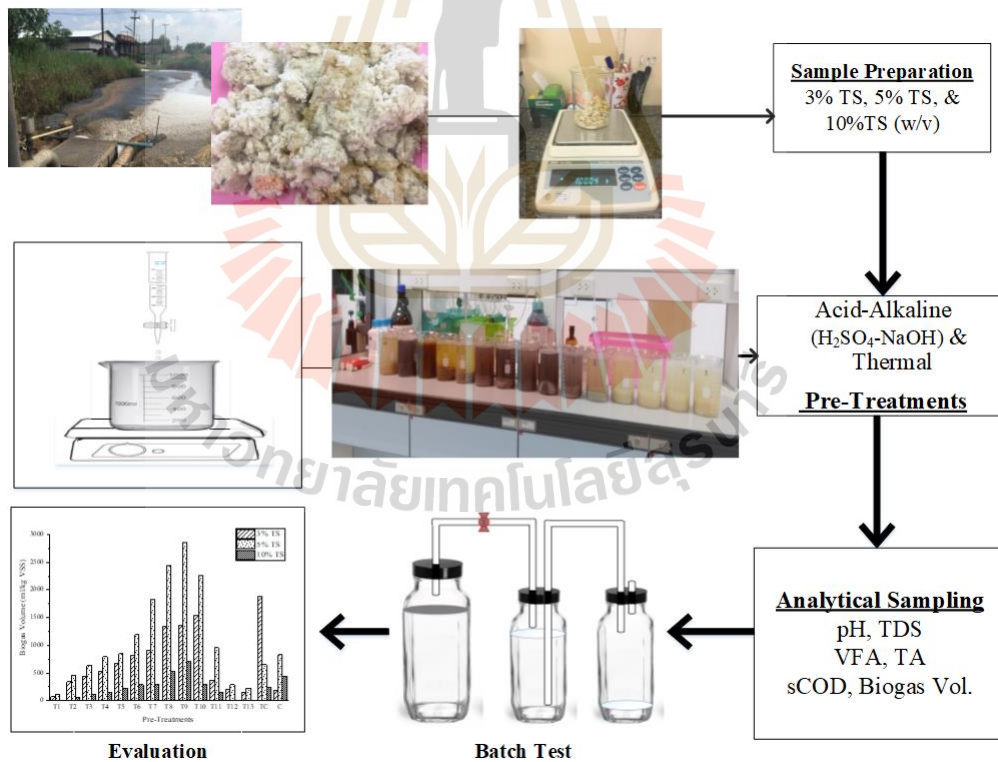 Sample Preparation
3% TS, 5% TS, &
10%TS (w/v)
Acid-Alkaline
(H₂SO₄-NaOH) &
Thermal
Pre-Treatments
Analytical Sampling
pH, TDS
VFA, TA
sCOD, Biogas Vol.
Batch Test
3% TS
5% TS
10% TS
Biogas Volume (ml/kg VSS)
T1 T2 T3 T4 T5 T6 T7 T8 T9 T10 T11 T12 T13 TC C
Pre-Treatments
Evaluation
มหาวิทยาลัยเทคโนโลยีสุรนารี